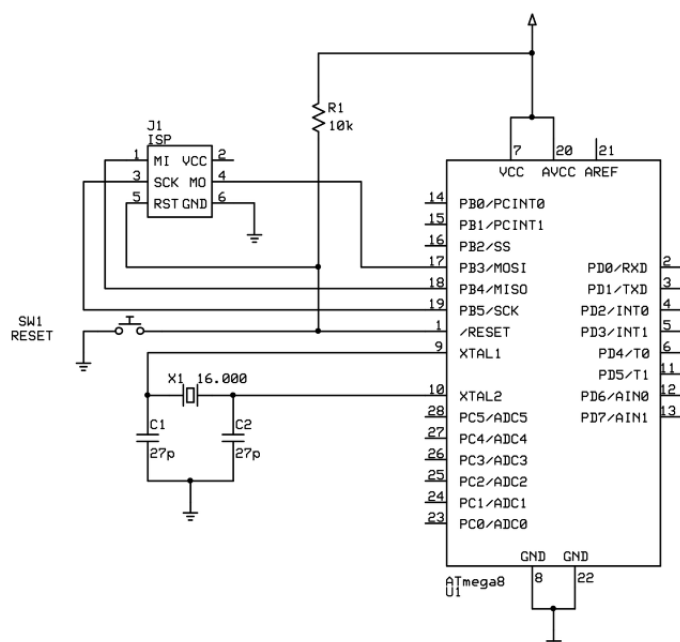 R1
10k
J1
ISP
1 MI VCC 2
3 SCK MO 4
5 RST GND 6
7 20 21
VCC AVCC AREF
14 PB0/PCINT0
15 PB1/PCINT1
16 PB2/SS
17 PB3/MOSI PD0/RXD 2
18 PB4/MISO PD1/TXD 3
19 PB5/SCK PD2/INT0 4
SW1
RESET
1 /RESET PD3/INT1 5
9 XTAL1 PD4/T0 6
PD5/T1 11
X1 16.000
10 XTAL2 PD6/AIN0 12
28 PC5/ADC5 PD7/AIN1 13
C1 C2
27p 27p
27 PC4/ADC4
26 PC3/ADC3
25 PC2/ADC2
24 PC1/ADC1
23 PC0/ADC0
GND GND
8 22
ATmega8
U1